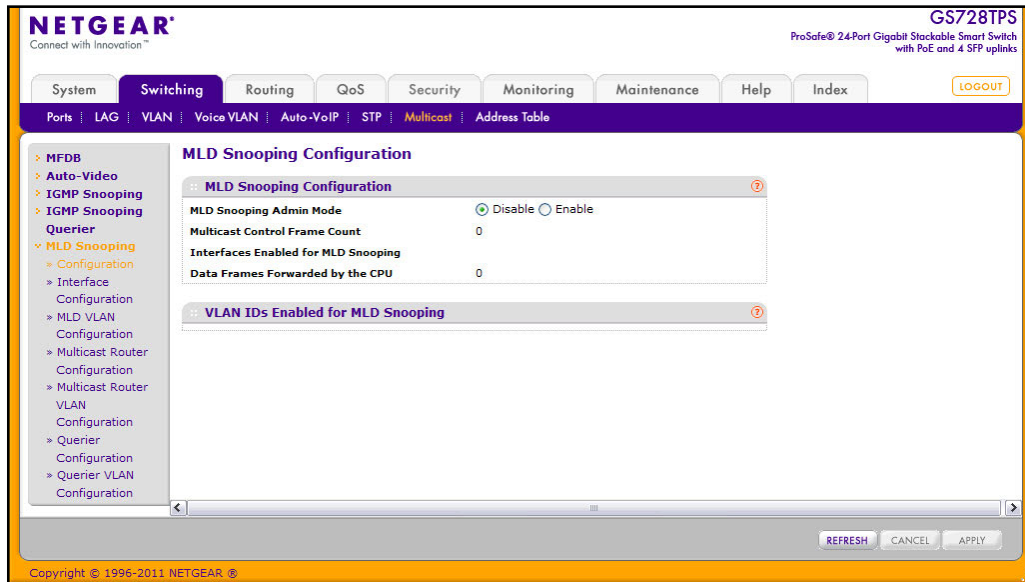 NETGEAR®
Connect with Innovation™
GS728TPS
ProSafe® 24-Port Gigabit Stackable Smart Switch
with PoE and 4 SFP uplinks
System Switching Routing QoS Security Monitoring Maintenance Help Index LOGOUT
Ports LAG VLAN Voice VLAN Auto-VoIP STP Multicast Address Table
MFDB
Auto-Video
IGMP Snooping
IGMP Snooping
Querier
MLD Snooping
» Configuration
» Interface
Configuration
» MLD VLAN
Configuration
» Multicast Router
Configuration
» Multicast Router
VLAN
Configuration
» Querier
Configuration
» Querier VLAN
Configuration
MLD Snooping Configuration
MLD Snooping Configuration ?
MLD Snooping Admin Mode Disable Enable
Multicast Control Frame Count 0
Interfaces Enabled for MLD Snooping
Data Frames Forwarded by the CPU 0
VLAN IDs Enabled for MLD Snooping ?
REFRESH CANCEL APPLY
Copyright © 1996-2011 NETGEAR ®